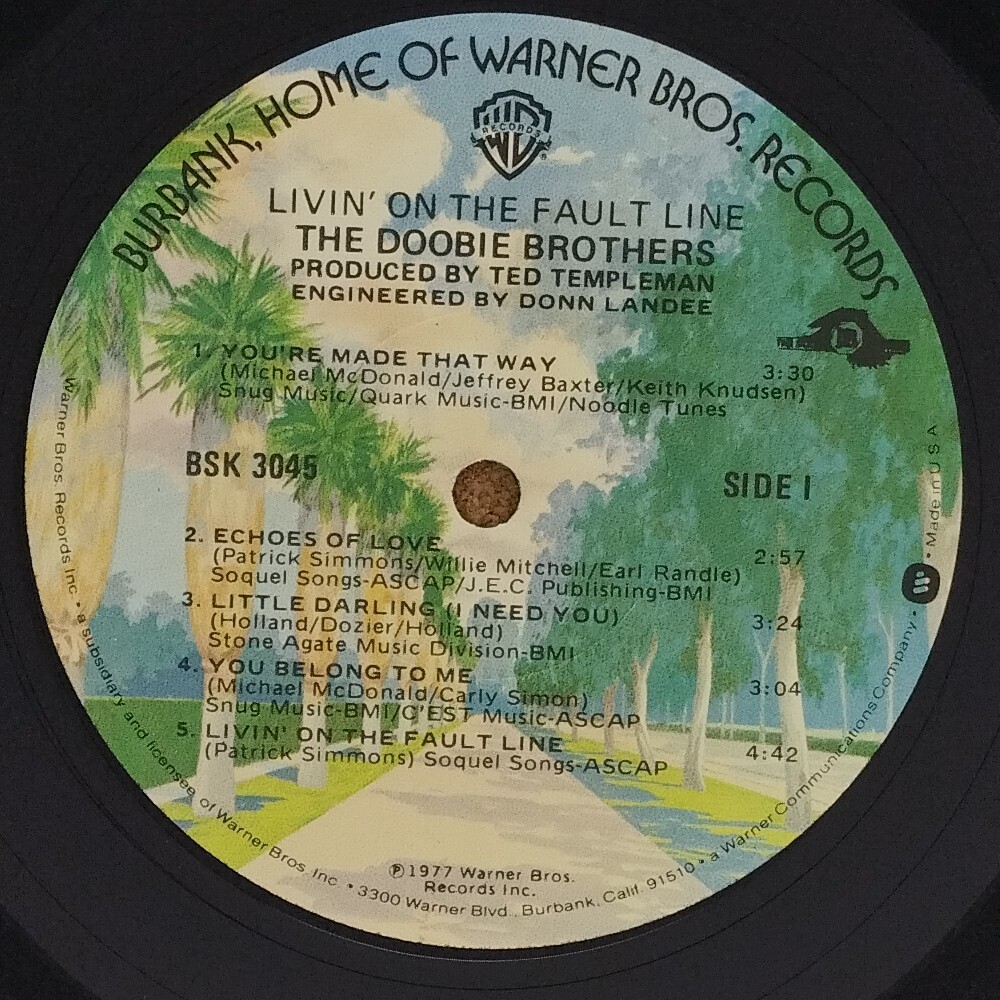 BURBANK, HOME OF WARNER BROS. RECORDS
WB
RECORDS
®
LIVIN' ON THE FAULT LINE
THE DOOBIE BROTHERS
PRODUCED BY TED TEMPLEMAN
ENGINEERED BY DONN LANDEE
1. YOU'RE MADE THAT WAY 3:30
(Michael McDonald/Jeffrey Baxter/Keith Knudsen)
Snug Music/Quark Music-BMI/Noodle Tunes
BSK 3045 SIDE I
2. ECHOES OF LOVE 2:57
(Patrick Simmons/Willie Mitchell/Earl Randle)
Soquel Songs-ASCAP/J.E.C. Publishing-BMI
3. LITTLE DARLING (I NEED YOU) 3:24
(Holland/Dozier/Holland)
Stone Agate Music Division-BMI
4. YOU BELONG TO ME 3:04
(Michael McDonald/Carly Simon)
Snug Music-BMI/C'EST Music-ASCAP
5. LIVIN' ON THE FAULT LINE 4:42
(Patrick Simmons) Soquel Songs-ASCAP
℗1977 Warner Bros.
Records Inc.
Warner Bros. Records Inc. • a subsidiary and licensee of Warner Bros. Inc. • 3300 Warner Blvd., Burbank, Calif. 91510 • a Warner Communications Company • Made in U S A